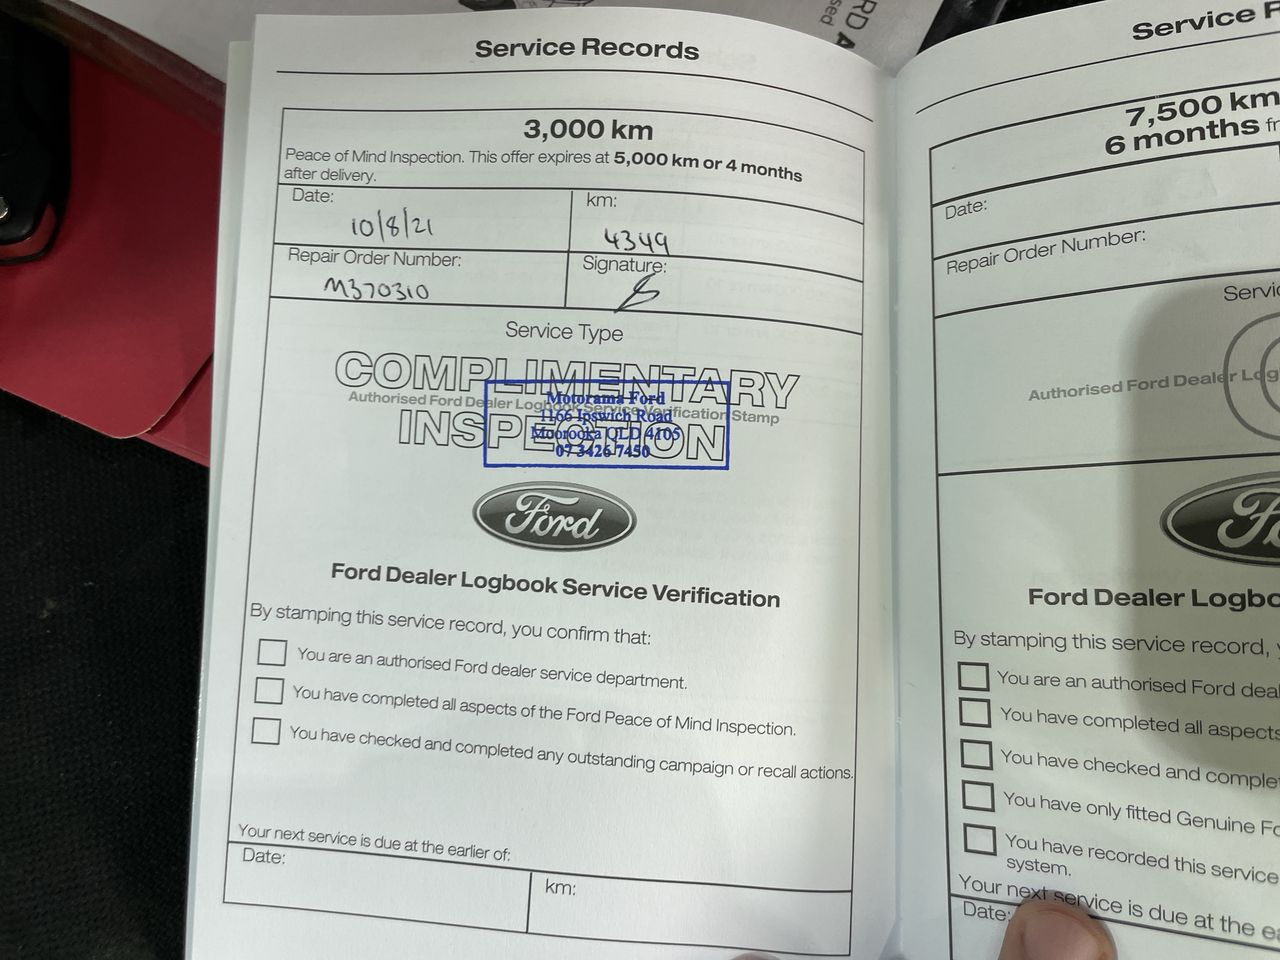 Service Records
3,000 km
Peace of Mind Inspection. This offer expires at 5,000 km or 4 months
after delivery.
Date:
10/8/21
km:
4349
Repair Order Number:
M370310
Signature:
Service Type
COMPLIMENTARY
Authorised Ford Dealer Logbook Service Verification Stamp
INSPECTION
Motorama Ford
1166 Ipswich Road
Moorooka QLD 4105
07 3426 7450
Ford
Ford Dealer Logbook Service Verification
By stamping this service record, you confirm that:
You are an authorised Ford dealer service department.
You have completed all aspects of the Ford Peace of Mind Inspection.
You have checked and completed any outstanding campaign or recall actions.
Your next service is due at the earlier of:
Date:
km:
Service
7,500 km
6 months
Date:
Repair Order Number:
Authorised Ford Dealer
Ford Dealer
By stamping this service record,
You are an authorised Ford
You have completed all aspects
You have checked and
You have only fitted Genuine
You have recorded this service
system.
Your next service is due at the
Date: